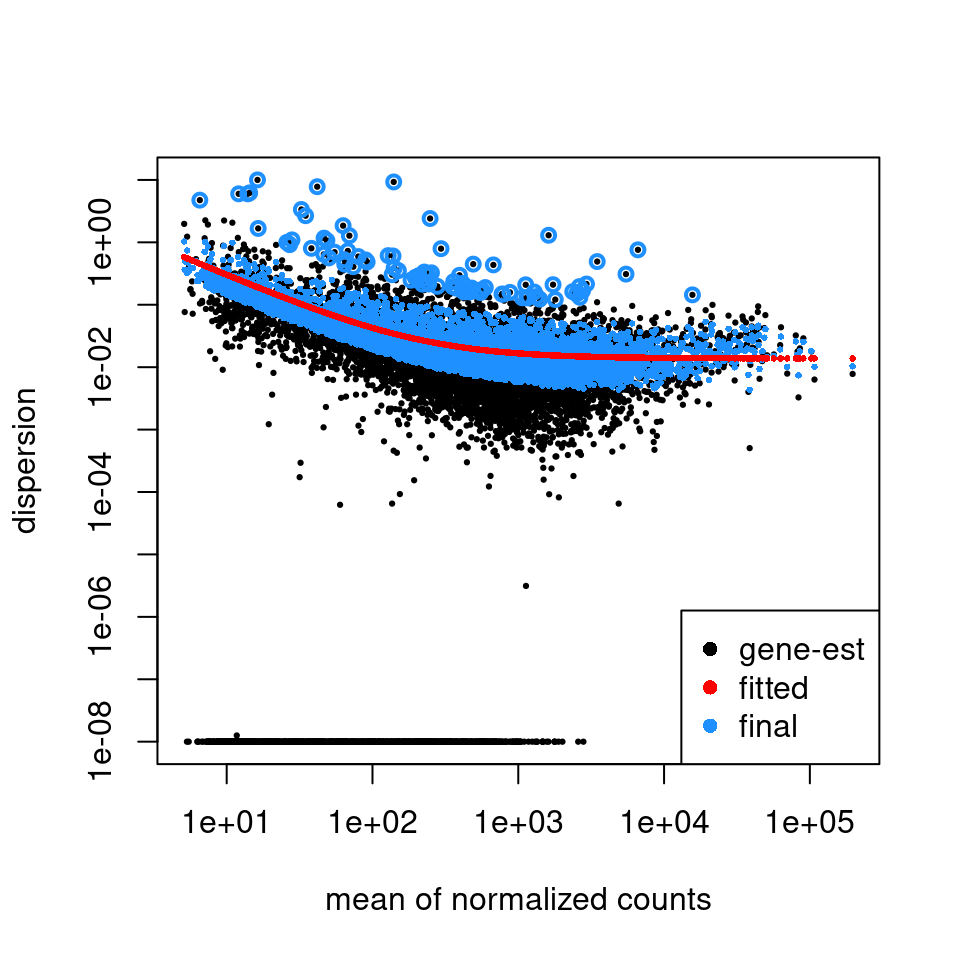 dispersion
1e+00
1e-02
1e-04
1e-06
1e-08
gene-est
fitted
final
1e+01 1e+02 1e+03 1e+04 1e+05
mean of normalized counts